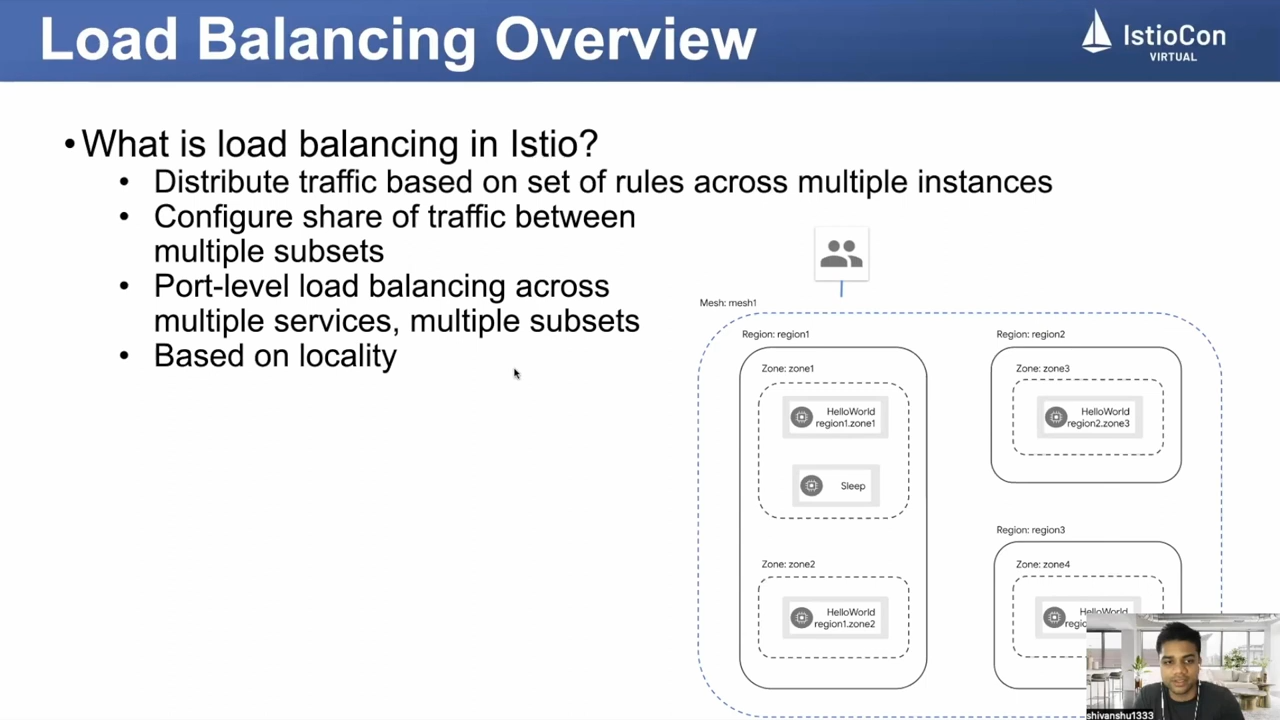 Load Balancing Overview
IstioCon
VIRTUAL
•What is load balancing in Istio?
• Distribute traffic based on set of rules across multiple instances
• Configure share of traffic between
multiple subsets
• Port-level load balancing across
multiple services, multiple subsets
• Based on locality
Mesh: mesh1
Region: region1
Zone: zone1
HelloWorld
region1.zone1
Sleep
Zone: zone2
HelloWorld
region1.zone2
Region: region2
Zone: zone3
HelloWorld
region2.zone3
Region: region3
Zone: zone4
HelloWorld
shivanshu1333